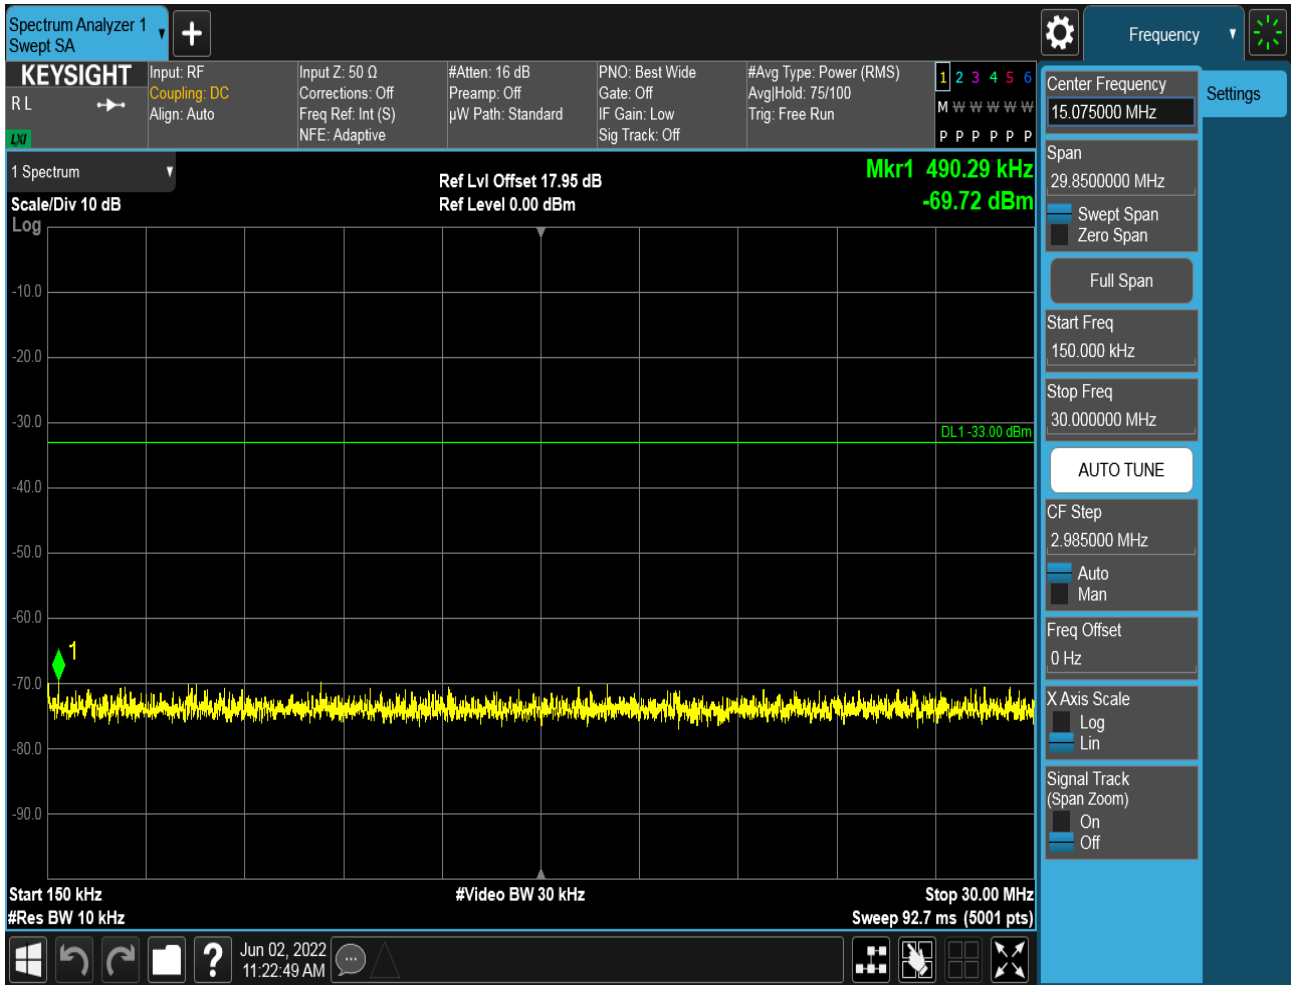 Spectrum Analyzer 1
Swept SA
Frequency
KEYSIGHT
R L
LXI
Input: RF
Coupling: DC
Align: Auto
Input Z: 50 Ω
Corrections: Off
Freq Ref: Int (S)
NFE: Adaptive
#Atten: 16 dB
Preamp: Off
µW Path: Standard
PNO: Best Wide
Gate: Off
IF Gain: Low
Sig Track: Off
#Avg Type: Power (RMS)
Avg|Hold: 75/100
Trig: Free Run
1 2 3 4 5 6
M W W W W W
P P P P P P
1 Spectrum
Scale/Div 10 dB
Log
Ref Lvl Offset 17.95 dB
Ref Level 0.00 dBm
Mkr1 490.29 kHz
-69.72 dBm
-10.0
-20.0
-30.0
DL1 -33.00 dBm
-40.0
-50.0
-60.0
1
-70.0
-80.0
-90.0
Start 150 kHz
#Video BW 30 kHz
Stop 30.00 MHz
#Res BW 10 kHz
Sweep 92.7 ms (5001 pts)
Center Frequency
15.075000 MHz
Settings
Span
29.8500000 MHz
Swept Span
Zero Span
Full Span
Start Freq
150.000 kHz
Stop Freq
30.000000 MHz
AUTO TUNE
CF Step
2.985000 MHz
Auto
Man
Freq Offset
0 Hz
X Axis Scale
Log
Lin
Signal Track
(Span Zoom)
On
Off
?
Jun 02, 2022
11:22:49 AM